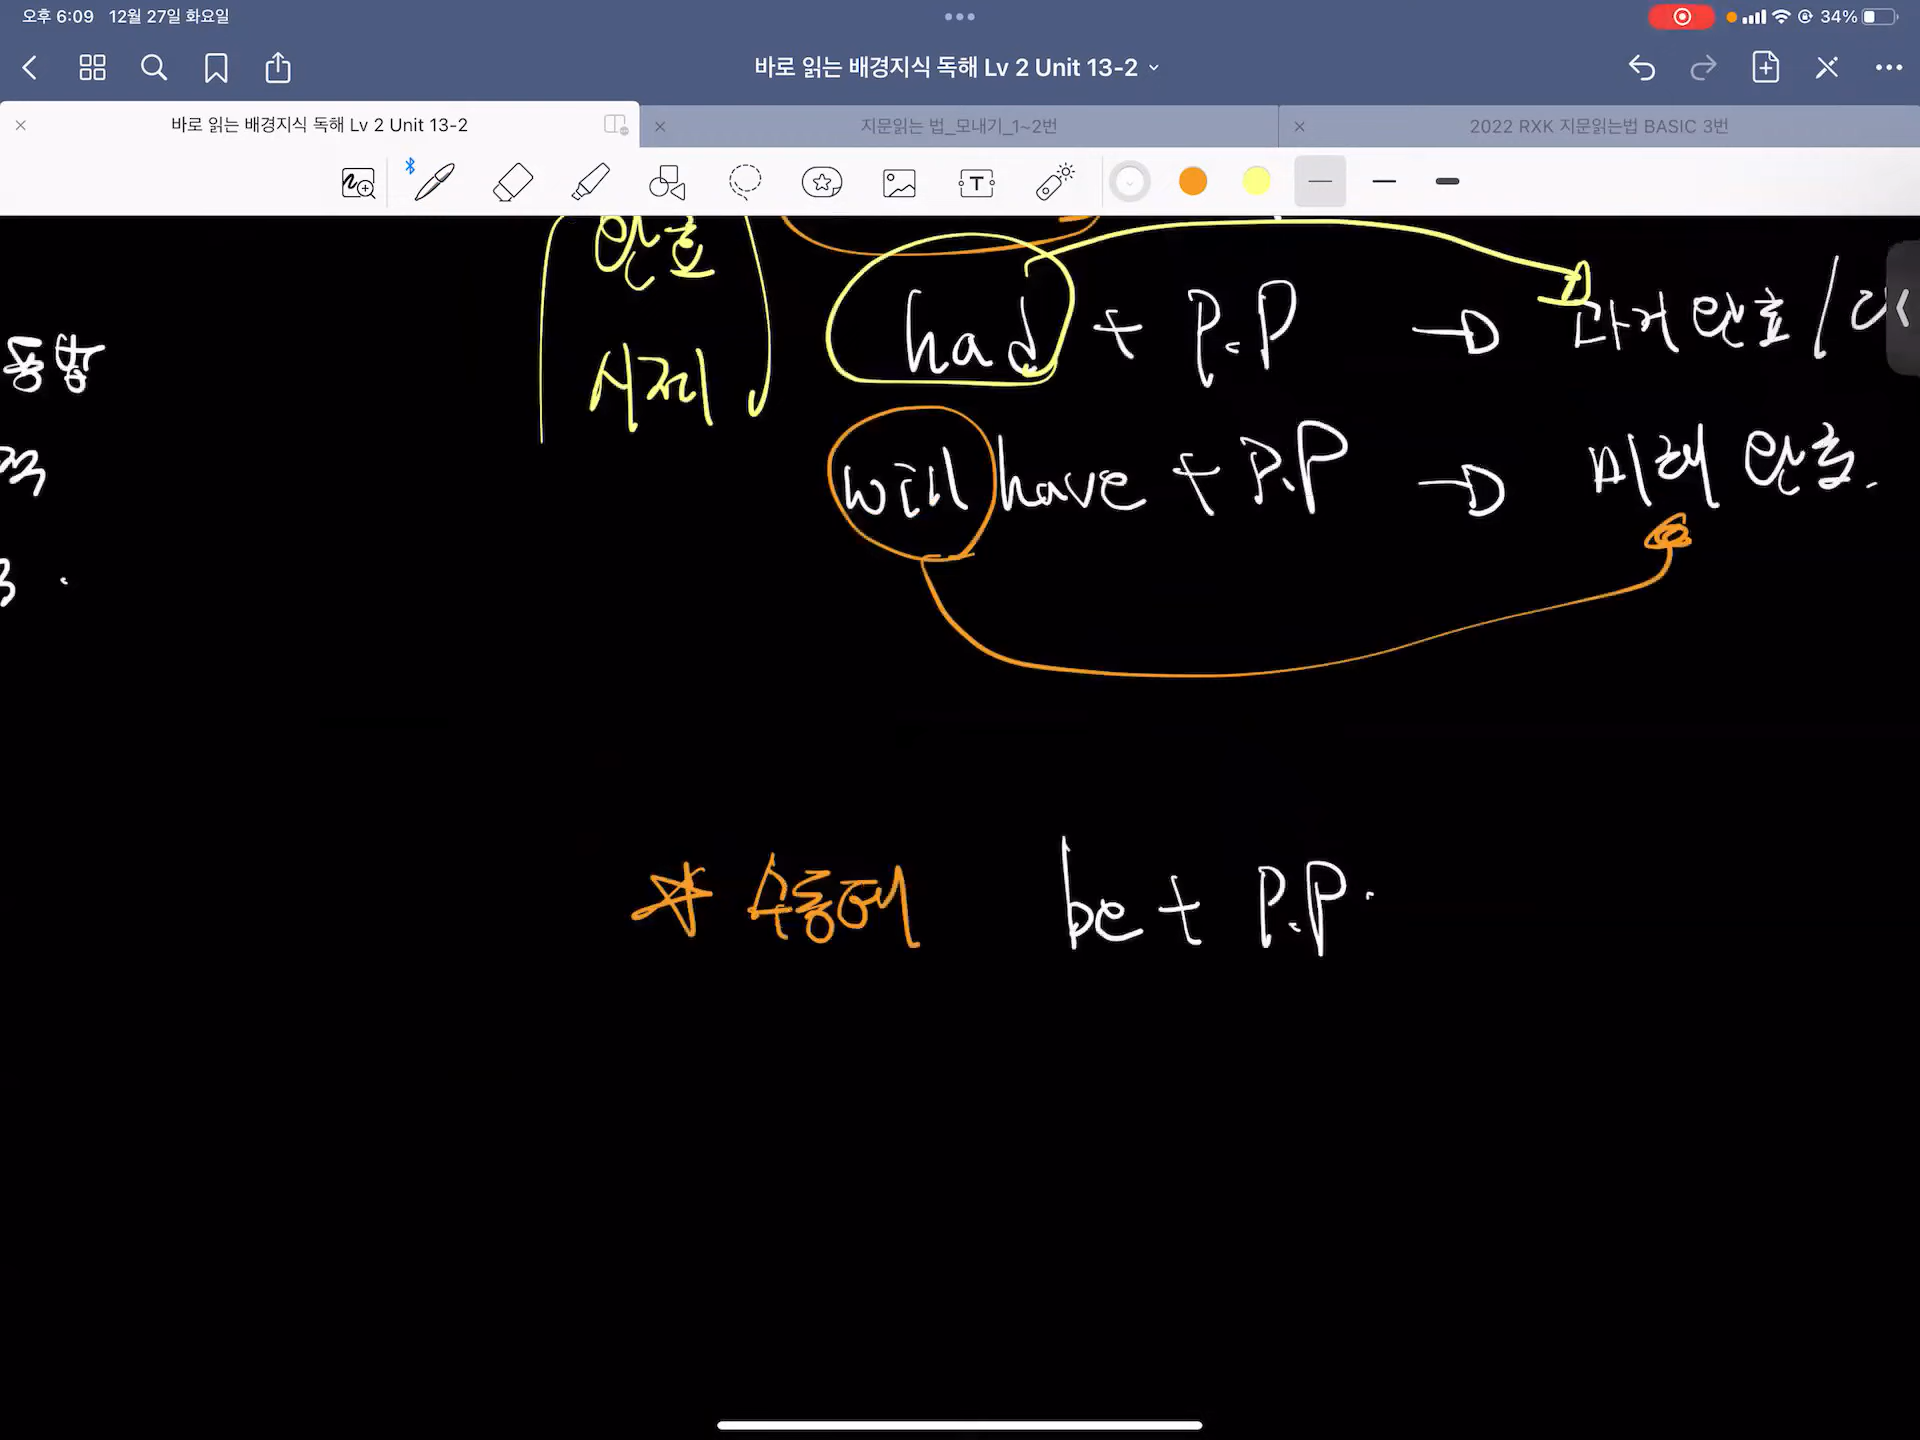 오후 6:09 12월 27일 화요일
34%
바로 읽는 배경지식 독해 Lv 2 Unit 13-2
바로 읽는 배경지식 독해 Lv 2 Unit 13-2
지문읽는 법_모내기_1~2번
2022 RXK 지문읽는법 BASIC 3번
완료
시제
had + P.P → 과거 완료 /
동함
will have + P.P → 미래 완료.
* 수동태 be + P.P.